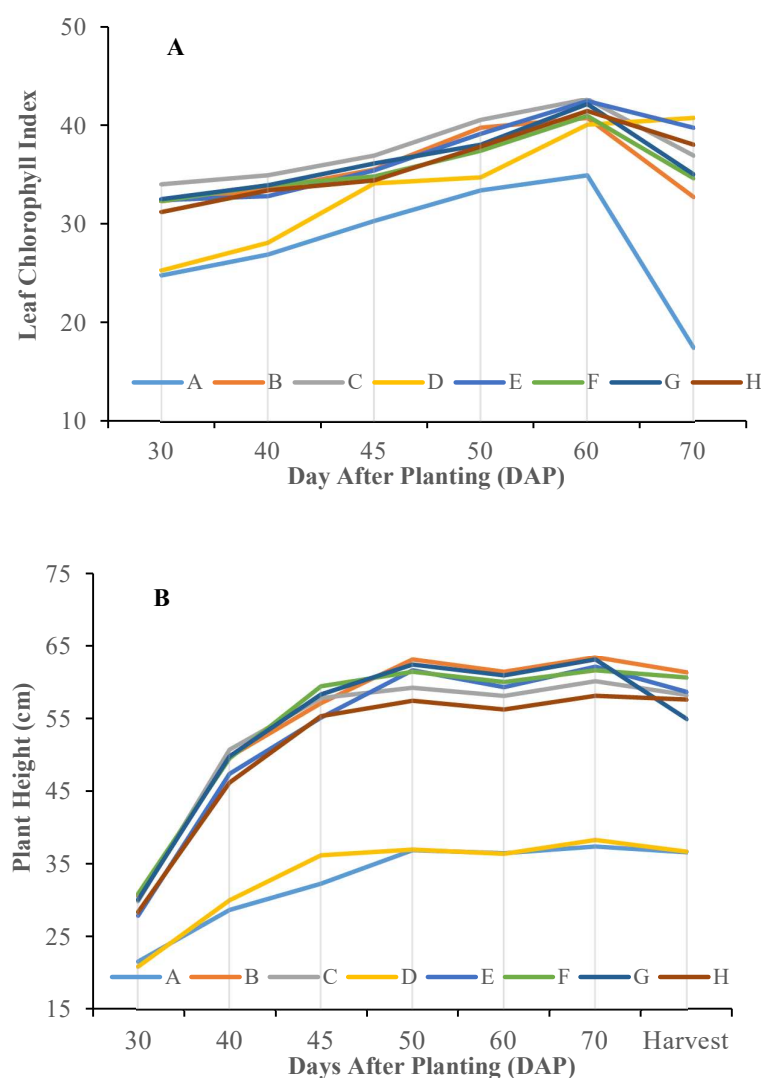 A
50
40
30
20
10
Leaf Chlorophyll Index
A B C D E F G H
30 40 45 50 60 70
Day After Planting (DAP)
B
75
65
55
45
35
25
15
Plant Height (cm)
A B C D E F G H
30 40 45 50 60 70 Harvest
Days After Planting (DAP)